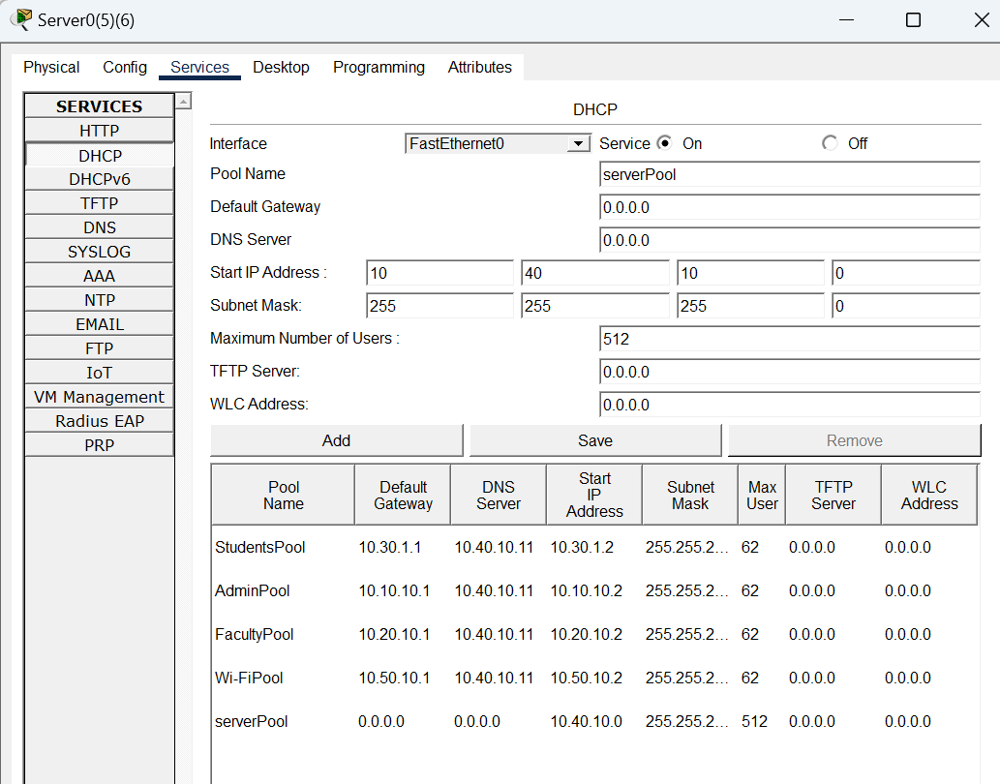 Server0(5)(6)
Physical Config Services Desktop Programming Attributes
SERVICES
HTTP
DHCP
DHCPv6
TFTP
DNS
SYSLOG
AAA
NTP
EMAIL
FTP
IoT
VM Management
Radius EAP
PRP
DHCP
Interface FastEthernet0 Service On Off
Pool Name serverPool
Default Gateway 0.0.0.0
DNS Server 0.0.0.0
Start IP Address : 10 40 10 0
Subnet Mask: 255 255 255 0
Maximum Number of Users : 512
TFTP Server: 0.0.0.0
WLC Address: 0.0.0.0
Add Save Remove
Pool Name Default Gateway DNS Server Start IP Address Subnet Mask Max User TFTP Server WLC Address
StudentsPool 10.30.1.1 10.40.10.11 10.30.1.2 255.255.2... 62 0.0.0.0 0.0.0.0
AdminPool 10.10.10.1 10.40.10.11 10.10.10.2 255.255.2... 62 0.0.0.0 0.0.0.0
FacultyPool 10.20.10.1 10.40.10.11 10.20.10.2 255.255.2... 62 0.0.0.0 0.0.0.0
Wi-FiPool 10.50.10.1 10.40.10.11 10.50.10.2 255.255.2... 62 0.0.0.0 0.0.0.0
serverPool 0.0.0.0 0.0.0.0 10.40.10.0 255.255.2... 512 0.0.0.0 0.0.0.0